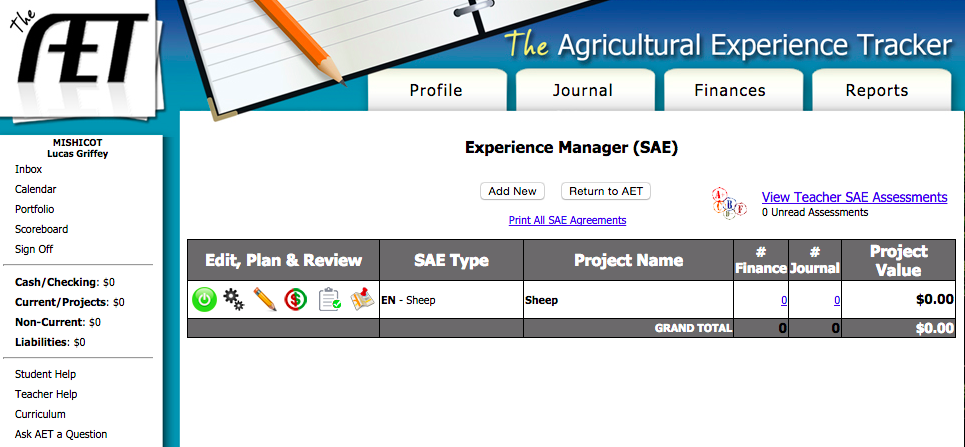 The
ÆT
The Agricultural Experience Tracker
Profile
Journal
Finances
Reports
MISHICOT
Lucas Griffey
Inbox
Calendar
Portfolio
Scoreboard
Sign Off
Cash/Checking: $0
Current/Projects: $0
Non-Current: $0
Liabilities: $0
Student Help
Teacher Help
Curriculum
Ask AET a Question
Experience Manager (SAE)
Add New
Return to AET
Print All SAE Agreements
View Teacher SAE Assessments
0 Unread Assessments
Edit, Plan & Review
SAE Type
Project Name
# Finance
# Journal
Project Value
EN - Sheep
Sheep
0
0
$0.00
GRAND TOTAL
0
0
$0.00